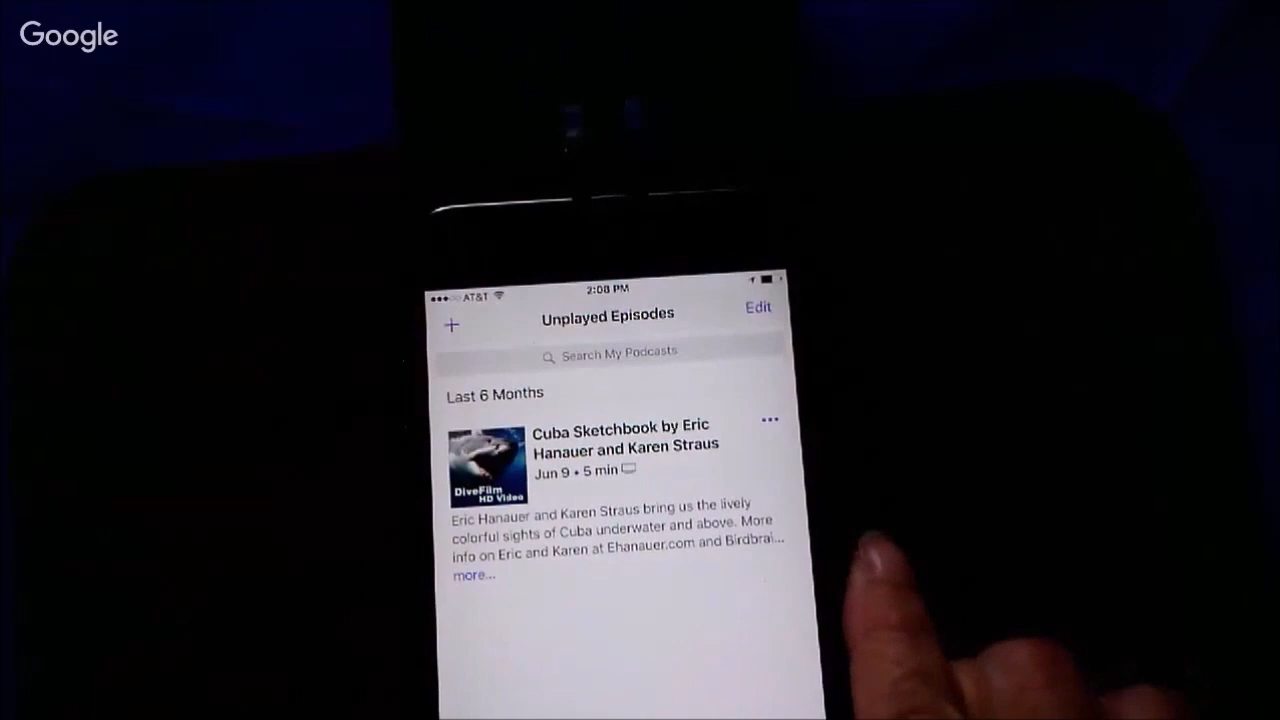 Google
AT&T
2:08 PM
+
Unplayed Episodes
Edit
Search My Podcasts
Last 6 Months
Cuba Sketchbook by Eric
Hanauer and Karen Straus
Jun 9 • 5 min
DiveFilm
HD Video
Eric Hanauer and Karen Straus bring us the lively
colorful sights of Cuba underwater and above. More
info on Eric and Karen at Ehanauer.com and Birdbrai...
more...